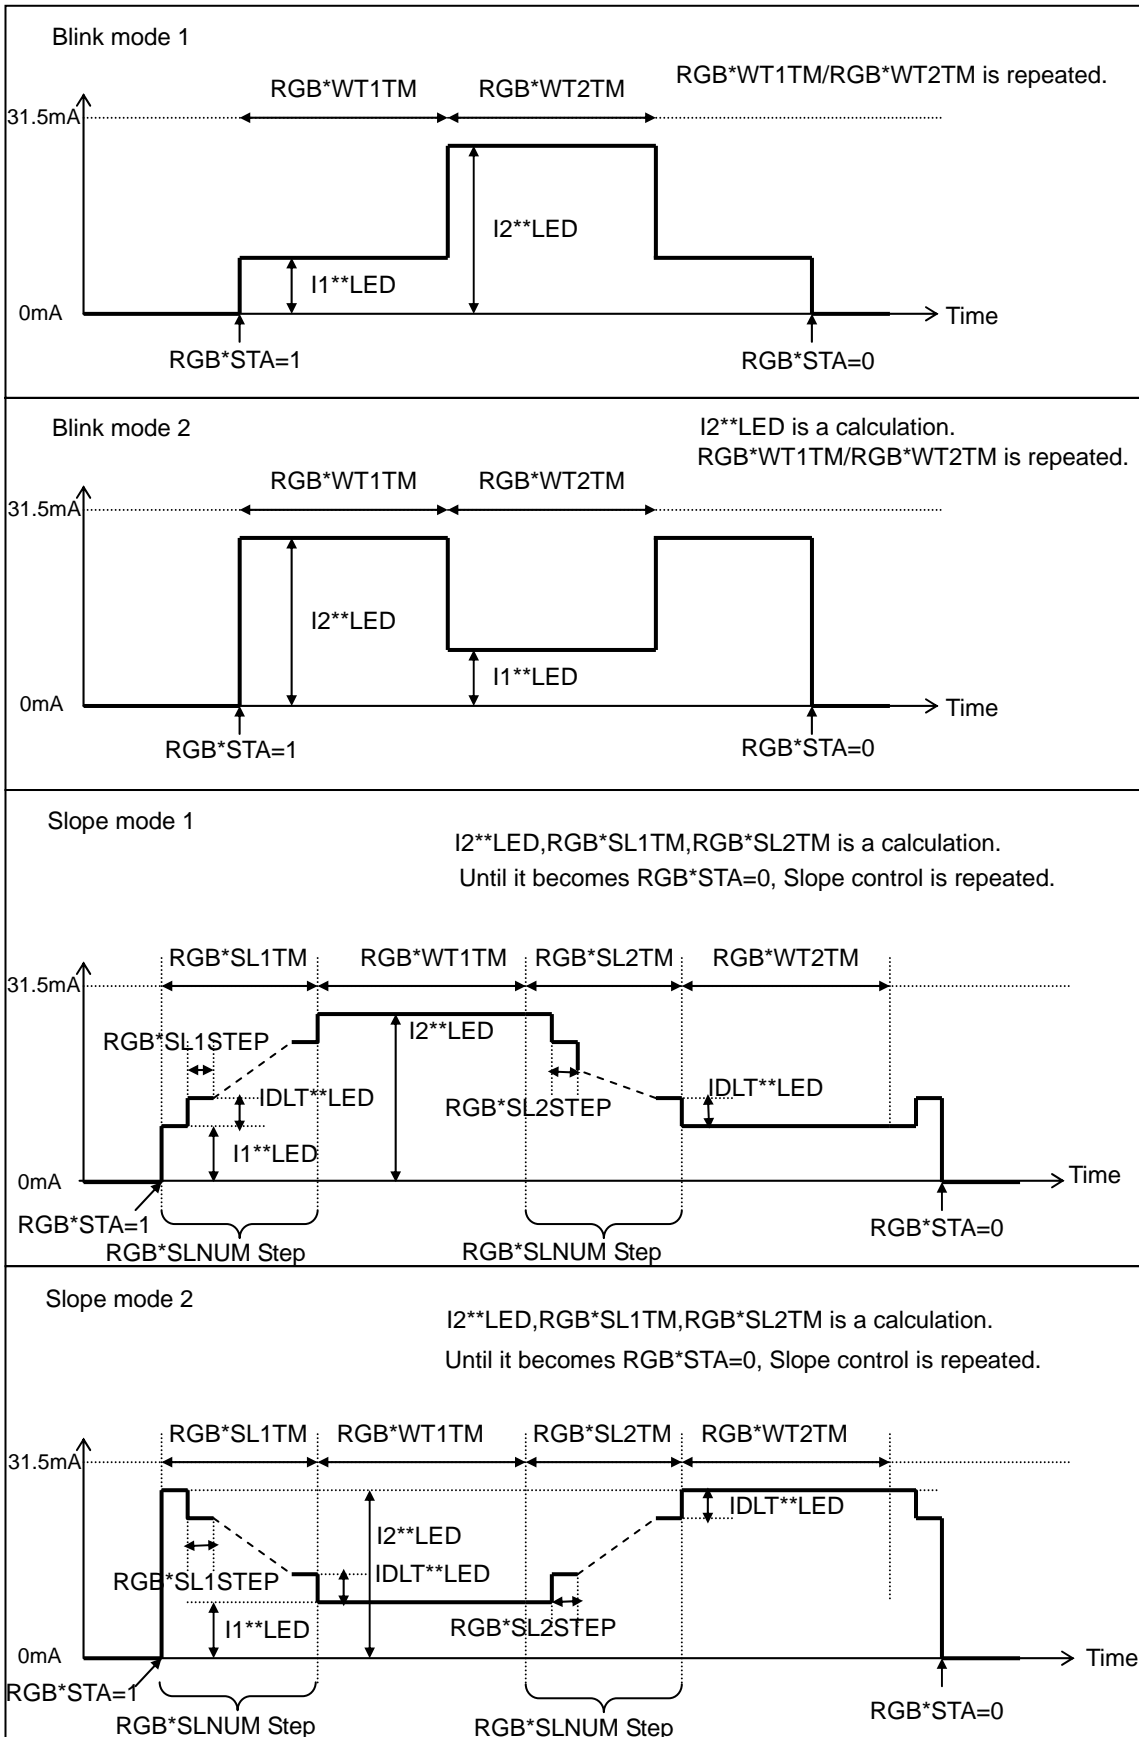 Blink mode 1
RGB*WT1TM/RGB*WT2TM is repeated.
RGB*WT1TM
RGB*WT2TM
31.5mA
I2**LED
I1**LED
0mA
Time
RGB*STA=1
RGB*STA=0
Blink mode 2
I2**LED is a calculation.
RGB*WT1TM/RGB*WT2TM is repeated.
RGB*WT1TM
RGB*WT2TM
31.5mA
I2**LED
I1**LED
0mA
Time
RGB*STA=1
RGB*STA=0
Slope mode 1
I2**LED,RGB*SL1TM,RGB*SL2TM is a calculation.
Until it becomes RGB*STA=0, Slope control is repeated.
RGB*SL1TM
RGB*WT1TM
RGB*SL2TM
RGB*WT2TM
31.5mA
RGB*SL1STEP
I2**LED
IDLT**LED
RGB*SL2STEP
IDLT**LED
I1**LED
0mA
Time
RGB*STA=1
RGB*STA=0
RGB*SLNUM Step
RGB*SLNUM Step
Slope mode 2
I2**LED,RGB*SL1TM,RGB*SL2TM is a calculation.
Until it becomes RGB*STA=0, Slope control is repeated.
RGB*SL1TM
RGB*WT1TM
RGB*SL2TM
RGB*WT2TM
31.5mA
IDLT**LED
I2**LED
RGB*SL1STEP
IDLT**LED
I1**LED
RGB*SL2STEP
0mA
Time
RGB*STA=1
RGB*STA=0
RGB*SLNUM Step
RGB*SLNUM Step